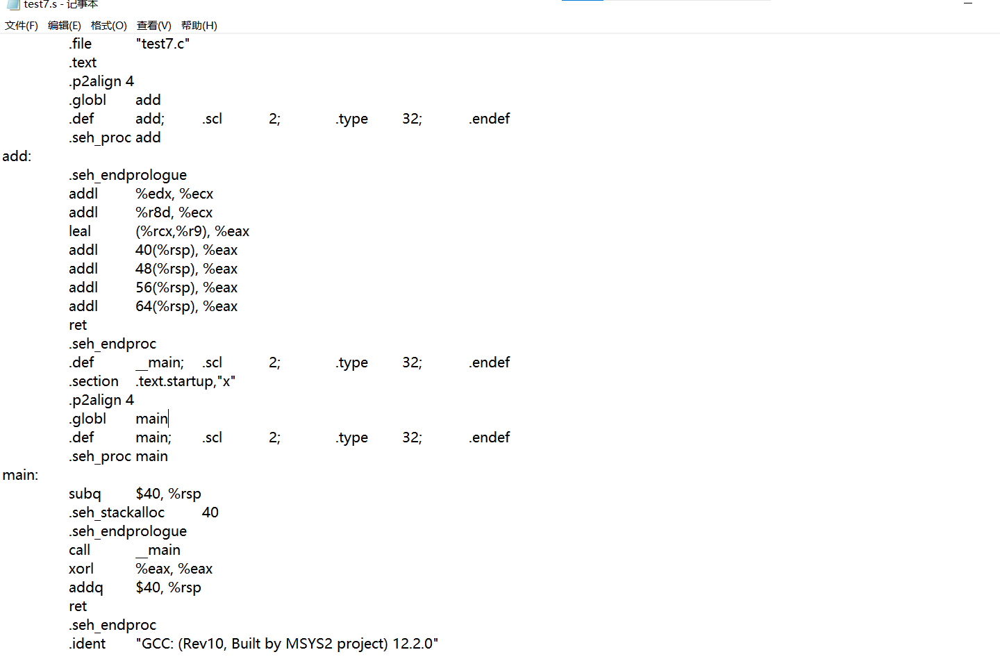 test7.s - 记事本
文件(F) 编辑(E) 格式(O) 查看(V) 帮助(H)
.file "test7.c"
.text
.p2align 4
.globl add
.def add; .scl 2; .type 32; .endef
.seh_proc add
add:
.seh_endprologue
addl %edx, %ecx
addl %r8d, %ecx
leal (%rcx,%r9), %eax
addl 40(%rsp), %eax
addl 48(%rsp), %eax
addl 56(%rsp), %eax
addl 64(%rsp), %eax
ret
.seh_endproc
.def __main; .scl 2; .type 32; .endef
.section .text.startup,"x"
.p2align 4
.globl main
.def main; .scl 2; .type 32; .endef
.seh_proc main
main:
subq $40, %rsp
.seh_stackalloc 40
.seh_endprologue
call __main
xorl %eax, %eax
addq $40, %rsp
ret
.seh_endproc
.ident "GCC: (Rev10, Built by MSYS2 project) 12.2.0"